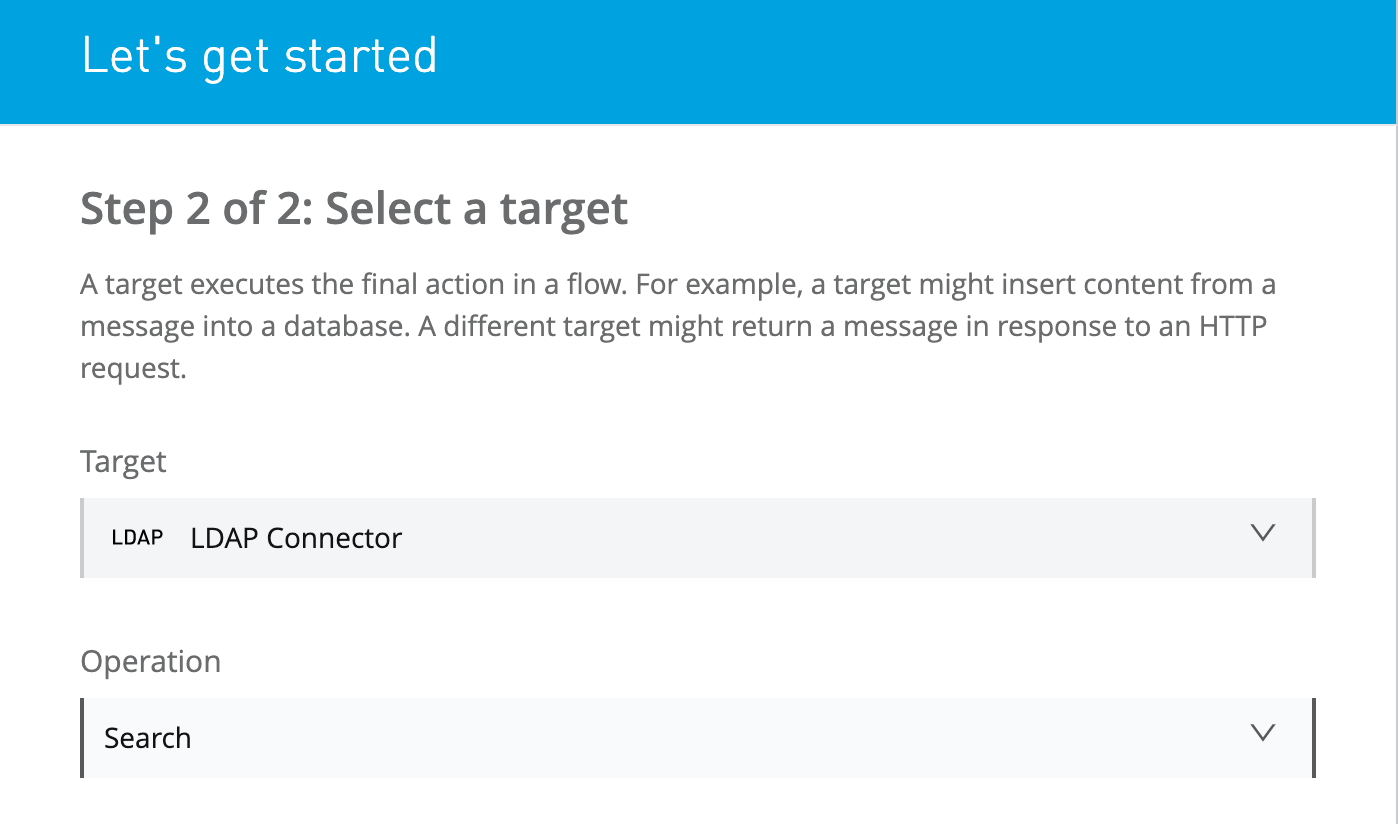 Let's get started
Step 2 of 2: Select a target
A target executes the final action in a flow. For example, a target might insert content from a
message into a database. A different target might return a message in response to an HTTP
request.
Target
LDAP LDAP Connector
Operation
Search